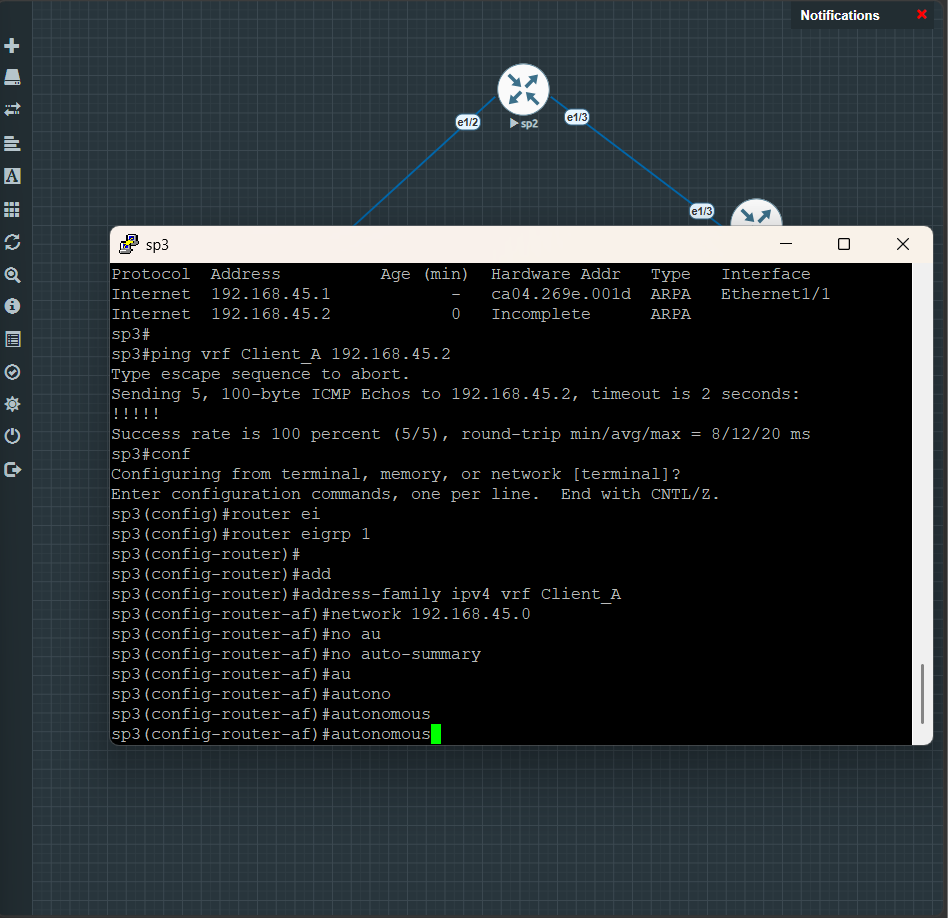 Notifications
e1/2
sp2
e1/3
e1/3
A
sp3
Protocol  Address          Age (min)  Hardware Addr   Type   Interface
Internet  192.168.45.1            -   ca04.269e.001d  ARPA   Ethernet1/1
Internet  192.168.45.2            0   Incomplete      ARPA
sp3#
sp3#ping vrf Client_A 192.168.45.2
Type escape sequence to abort.
Sending 5, 100-byte ICMP Echos to 192.168.45.2, timeout is 2 seconds:
!!!!!
Success rate is 100 percent (5/5), round-trip min/avg/max = 8/12/20 ms
sp3#conf
Configuring from terminal, memory, or network [terminal]?
Enter configuration commands, one per line.  End with CNTL/Z.
sp3(config)#router ei
sp3(config)#router eigrp 1
sp3(config-router)#
sp3(config-router)#add
sp3(config-router)#address-family ipv4 vrf Client_A
sp3(config-router-af)#network 192.168.45.0
sp3(config-router-af)#no au
sp3(config-router-af)#no auto-summary
sp3(config-router-af)#au
sp3(config-router-af)#autono
sp3(config-router-af)#autonomous
sp3(config-router-af)#autonomous